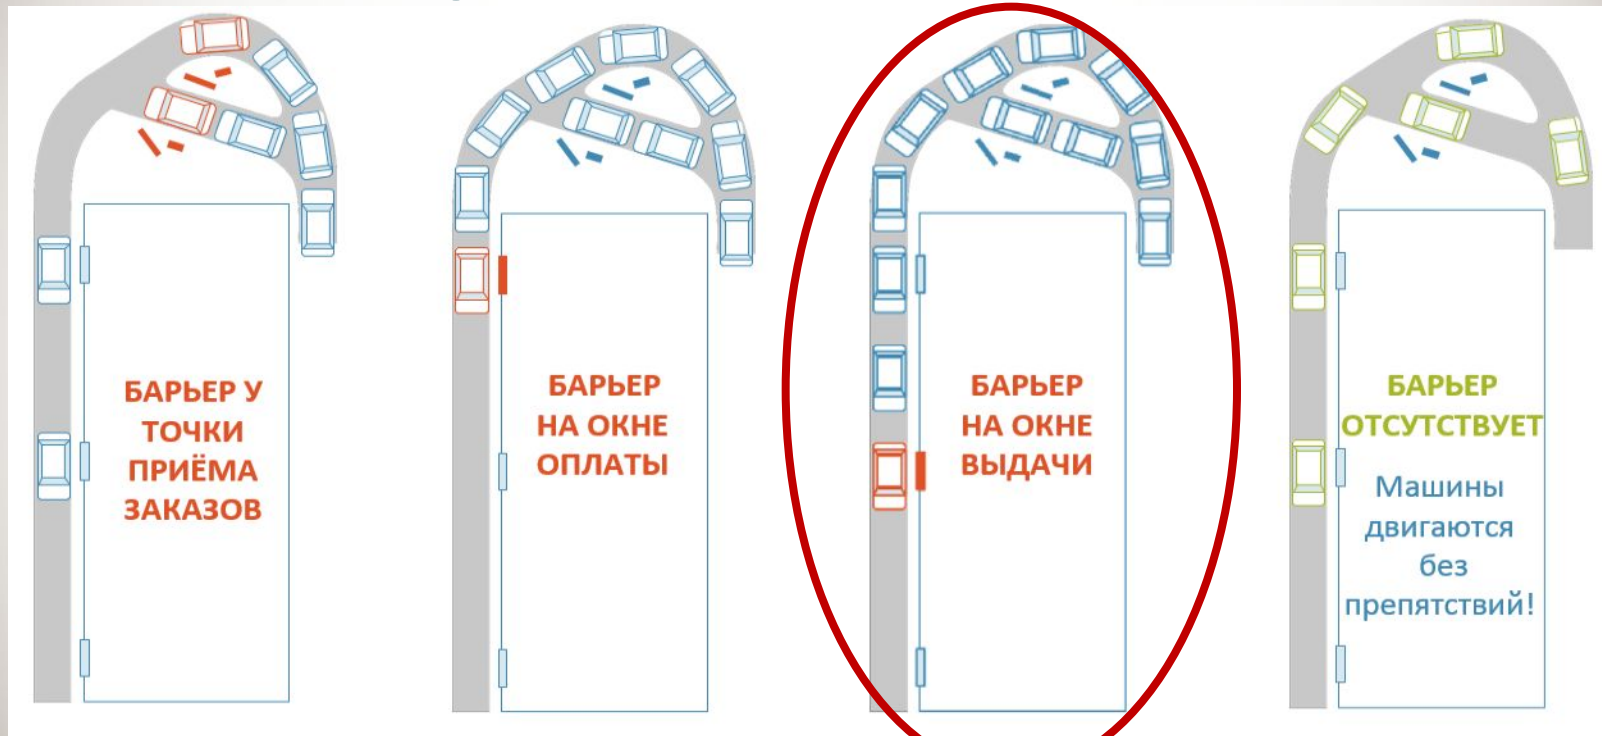 БАРЬЕР У
ТОЧКИ
ПРИЁМА
ЗАКАЗОВ
БАРЬЕР
НА ОКНЕ
ОПЛАТЫ
БАРЬЕР
НА ОКНЕ
ВЫДАЧИ
БАРЬЕР
ОТСУТСТВУЕТ
Машины
двигаются
без
препятствий!